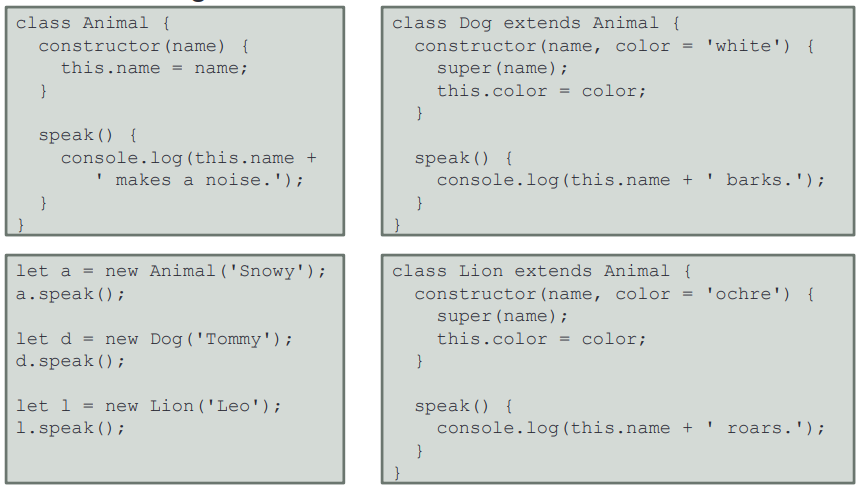 class Animal {
  constructor(name) {
    this.name = name;
  }

  speak() {
    console.log(this.name +
       ' makes a noise.');
  }
}
class Dog extends Animal {
  constructor(name, color = 'white') {
    super(name);
    this.color = color;
  }

  speak() {
    console.log(this.name + ' barks.');
  }
}
let a = new Animal('Snowy');
a.speak();

let d = new Dog('Tommy');
d.speak();

let l = new Lion('Leo');
l.speak();
class Lion extends Animal {
  constructor(name, color = 'ochre') {
    super(name);
    this.color = color;
  }

  speak() {
    console.log(this.name + ' roars.');
  }
}